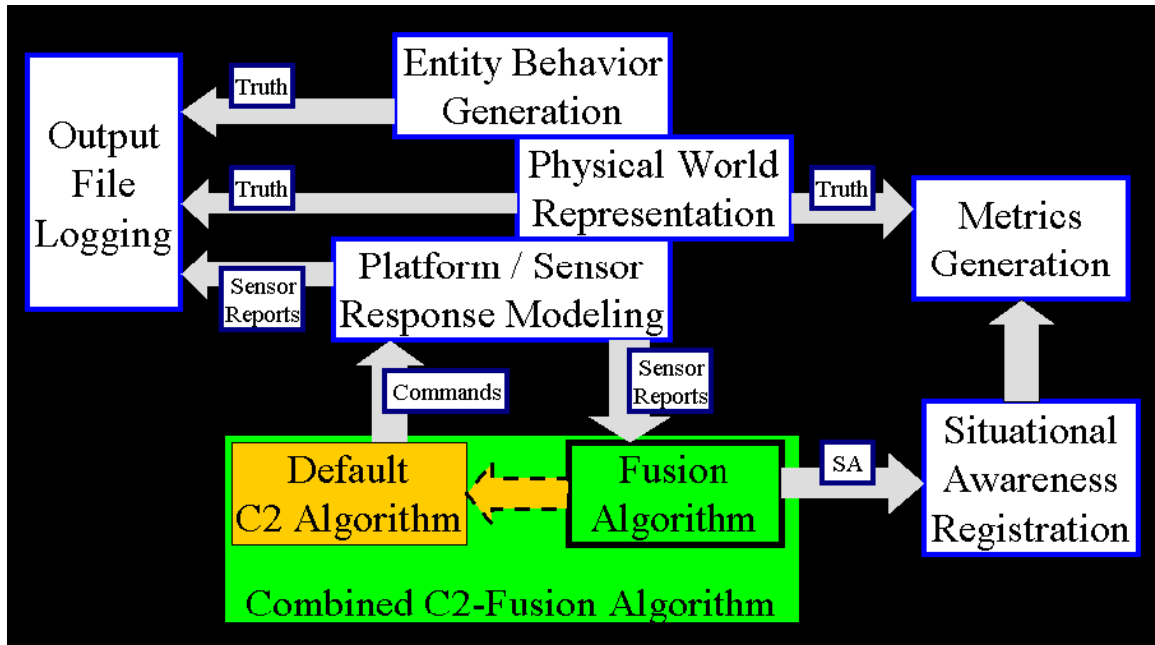 Entity Behavior
Generation
Truth
Output
File
Logging
Physical World
Representation
Truth
Truth
Metrics
Generation
Platform / Sensor
Response Modeling
Sensor
Reports
Sensor
Reports
Commands
Default
C2 Algorithm
Fusion
Algorithm
SA
Situational
Awareness
Registration
Combined C2-Fusion Algorithm